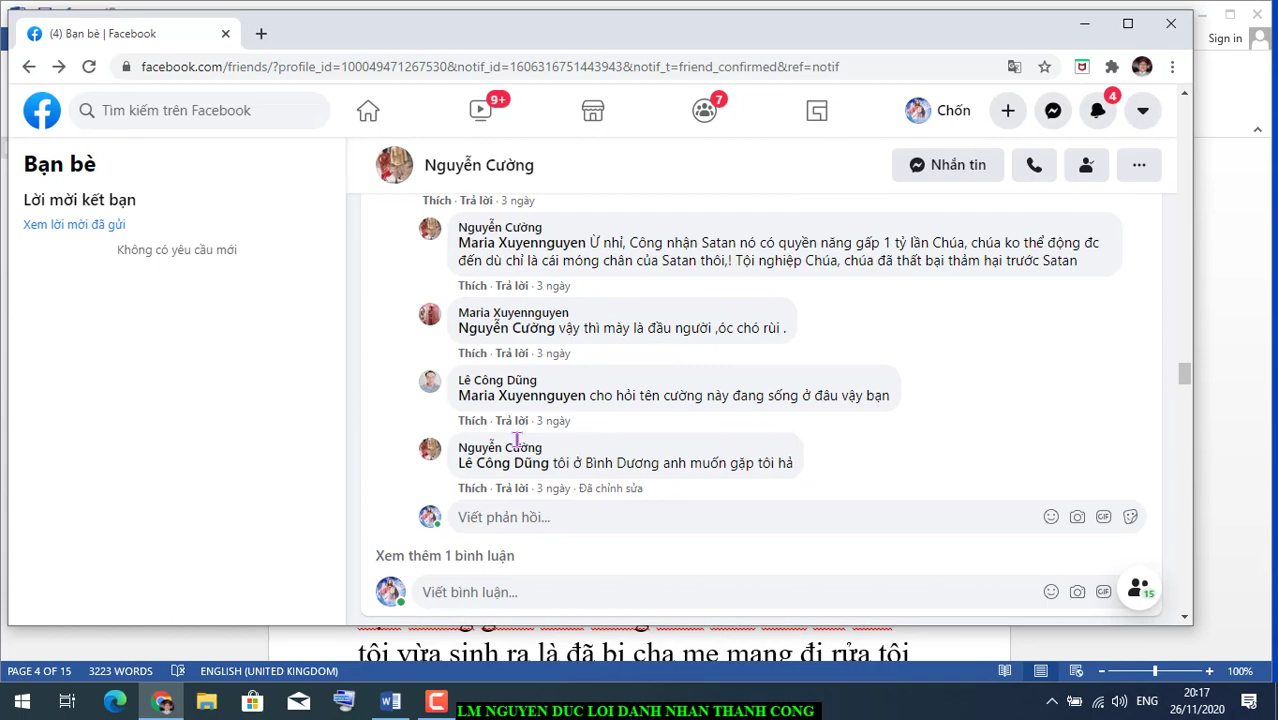 Sign in
(4) Bạn bè | Facebook
facebook.com/friends/?profile_id=100049471267530&notif_id=1606316751443943&notif_t=friend_confirmed&ref=notif
Tìm kiếm trên Facebook
9+
7
Chốn
4
Bạn bè
Lời mời kết bạn
Xem lời mời đã gửi
Không có yêu cầu mới
Nguyễn Cường
Nhắn tin
Thích · Trả lời · 3 ngày
Nguyễn Cường
Maria Xuyennguyen Ừ nhỉ, Công nhận Satan nó có quyền năng gấp 1 tỷ lần Chúa, chúa ko thể động đc
đến dù chỉ là cái móng chân của Satan thôi,! Tội nghiệp Chúa, chúa đã thất bại thảm hại trước Satan
Thích · Trả lời · 3 ngày
Maria Xuyennguyen
Nguyễn Cường vậy thì mày là đầu người ,óc chó rùi .
Thích · Trả lời · 3 ngày
Lê Công Dũng
Maria Xuyennguyen cho hỏi tên cường này đang sống ở đâu vậy bạn
Thích · Trả lời · 3 ngày
Nguyễn Cường
Lê Công Dũng tôi ở Bình Dương anh muốn gặp tôi hả
Thích · Trả lời · 3 ngày · Đã chỉnh sửa
Viết phản hồi...
GIF
Xem thêm 1 bình luận
Viết bình luận...
GIF
15
tôi vừa sinh ra là đã bị cha mẹ mang đi rửa tội
PAGE 4 OF 15
3223 WORDS
ENGLISH (UNITED KINGDOM)
100%
ENG
20:17
26/11/2020
LM NGUYEN DUC LOI DANH NHAN THANH CONG